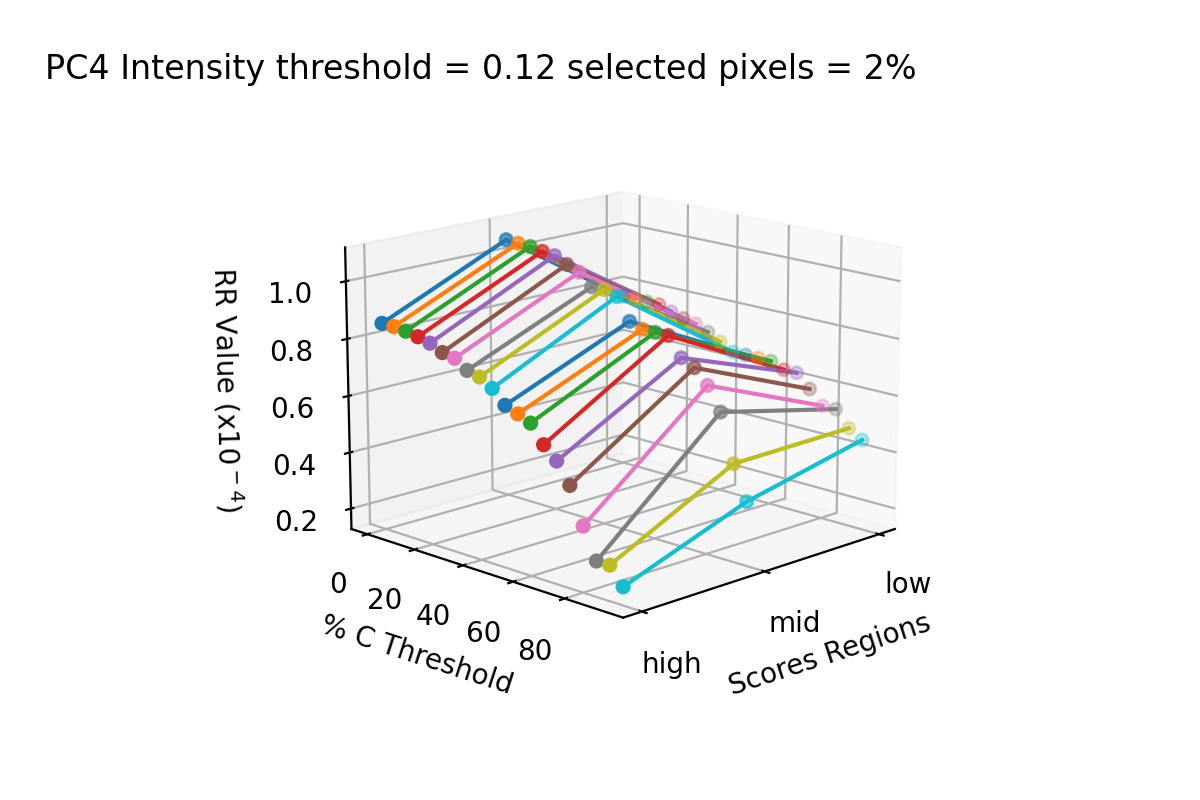 PC4 Intensity threshold = 0.12 selected pixels = 2%
RR Value (x10⁻⁴)
1.0
0.8
0.6
0.4
0.2
0
20
40
60
80
% C Threshold
high
mid
low
Scores Regions